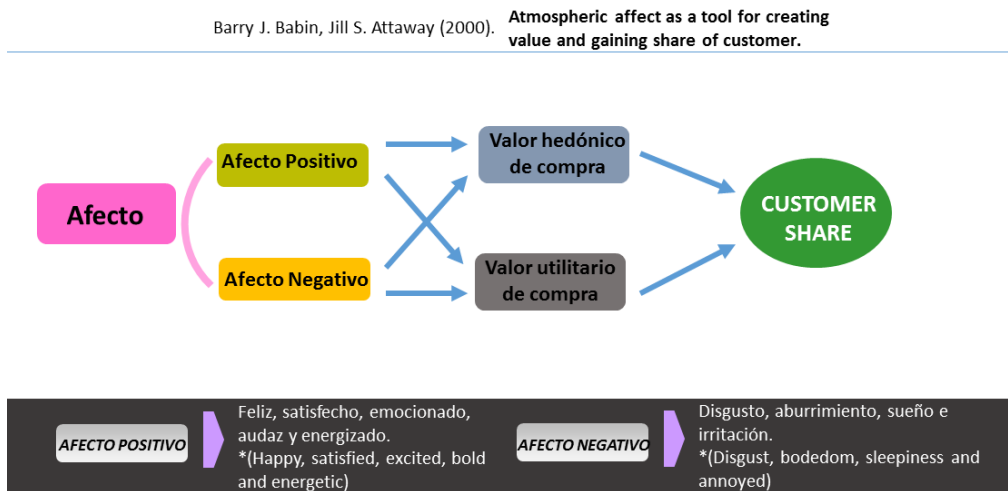 Barry J. Babin, Jill S. Attaway (2000).
Atmospheric affect as a tool for creating
value and gaining share of customer.
Afecto
Afecto Positivo
Afecto Negativo
Valor hedónico
de compra
Valor utilitario
de compra
CUSTOMER
SHARE
AFECTO POSITIVO
Feliz, satisfecho, emocionado,
audaz y energizado.
*(Happy, satisfied, excited, bold
and energetic)
AFECTO NEGATIVO
Disgusto, aburrimiento, sueño e
irritación.
*(Disgust, bodedom, sleepiness and
annoyed)